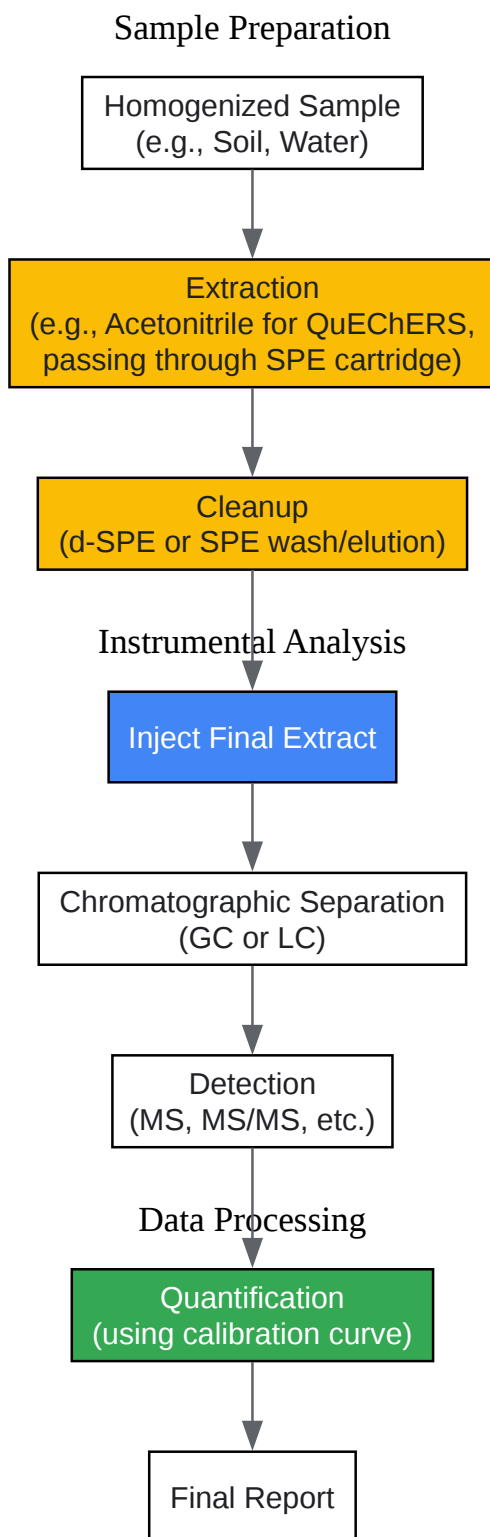 Sample Preparation
Homogenized Sample
(e.g., Soil, Water)
Extraction
(e.g., Acetonitrile for QuEChERS,
passing through SPE cartridge)
Cleanup
(d-SPE or SPE wash/elution)
Instrumental Analysis
Inject Final Extract
Chromatographic Separation
(GC or LC)
Detection
(MS, MS/MS, etc.)
Data Processing
Quantification
(using calibration curve)
Final Report